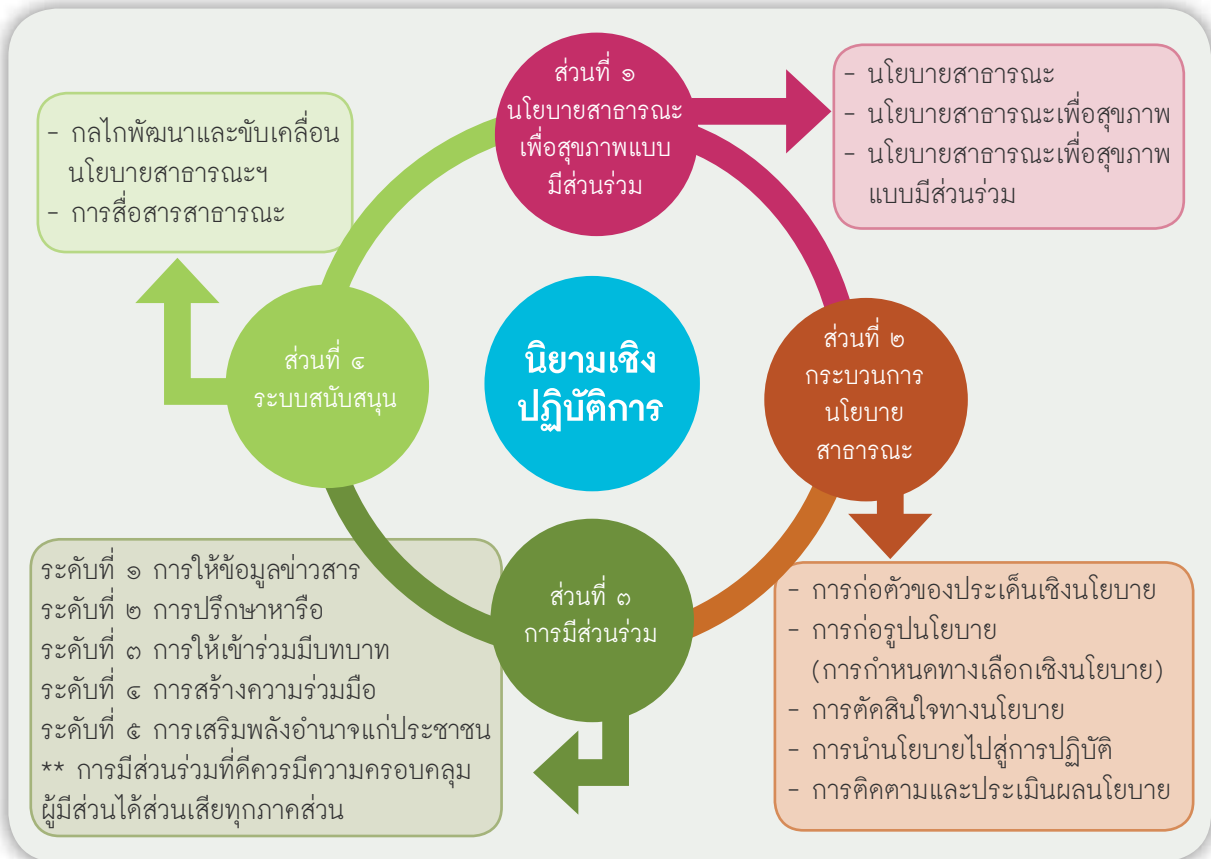 ส่วนที่ ๑
นโยบายสาธารณะ
เพื่อสุขภาพแบบ
มีส่วนร่วม
- นโยบายสาธารณะ
- นโยบายสาธารณะเพื่อสุขภาพ
- นโยบายสาธารณะเพื่อสุขภาพ
แบบมีส่วนร่วม
- กลไกพัฒนาและขับเคลื่อน
นโยบายสาธารณะฯ
- การสื่อสารสาธารณะ
ส่วนที่ ๔
ระบบสนับสนุน
นิยามเชิง
ปฏิบัติการ
ส่วนที่ ๒
กระบวนการ
นโยบาย
สาธารณะ
ระดับที่ ๑ การให้ข้อมูลข่าวสาร
ระดับที่ ๒ การปรึกษาหารือ
ระดับที่ ๓ การให้เข้าร่วมมีบทบาท
ระดับที่ ๔ การสร้างความร่วมมือ
ระดับที่ ๕ การเสริมพลังอำนาจแก่ประชาชน
** การมีส่วนร่วมที่ดีควรมีความครอบคลุม
ผู้มีส่วนได้ส่วนเสียทุกภาคส่วน
ส่วนที่ ๓
การมีส่วนร่วม
- การก่อตัวของประเด็นเชิงนโยบาย
- การก่อรูปนโยบาย
(การกำหนดทางเลือกเชิงนโยบาย)
- การตัดสินใจทางนโยบาย
- การนำนโยบายไปสู่การปฏิบัติ
- การติดตามและประเมินผลนโยบาย